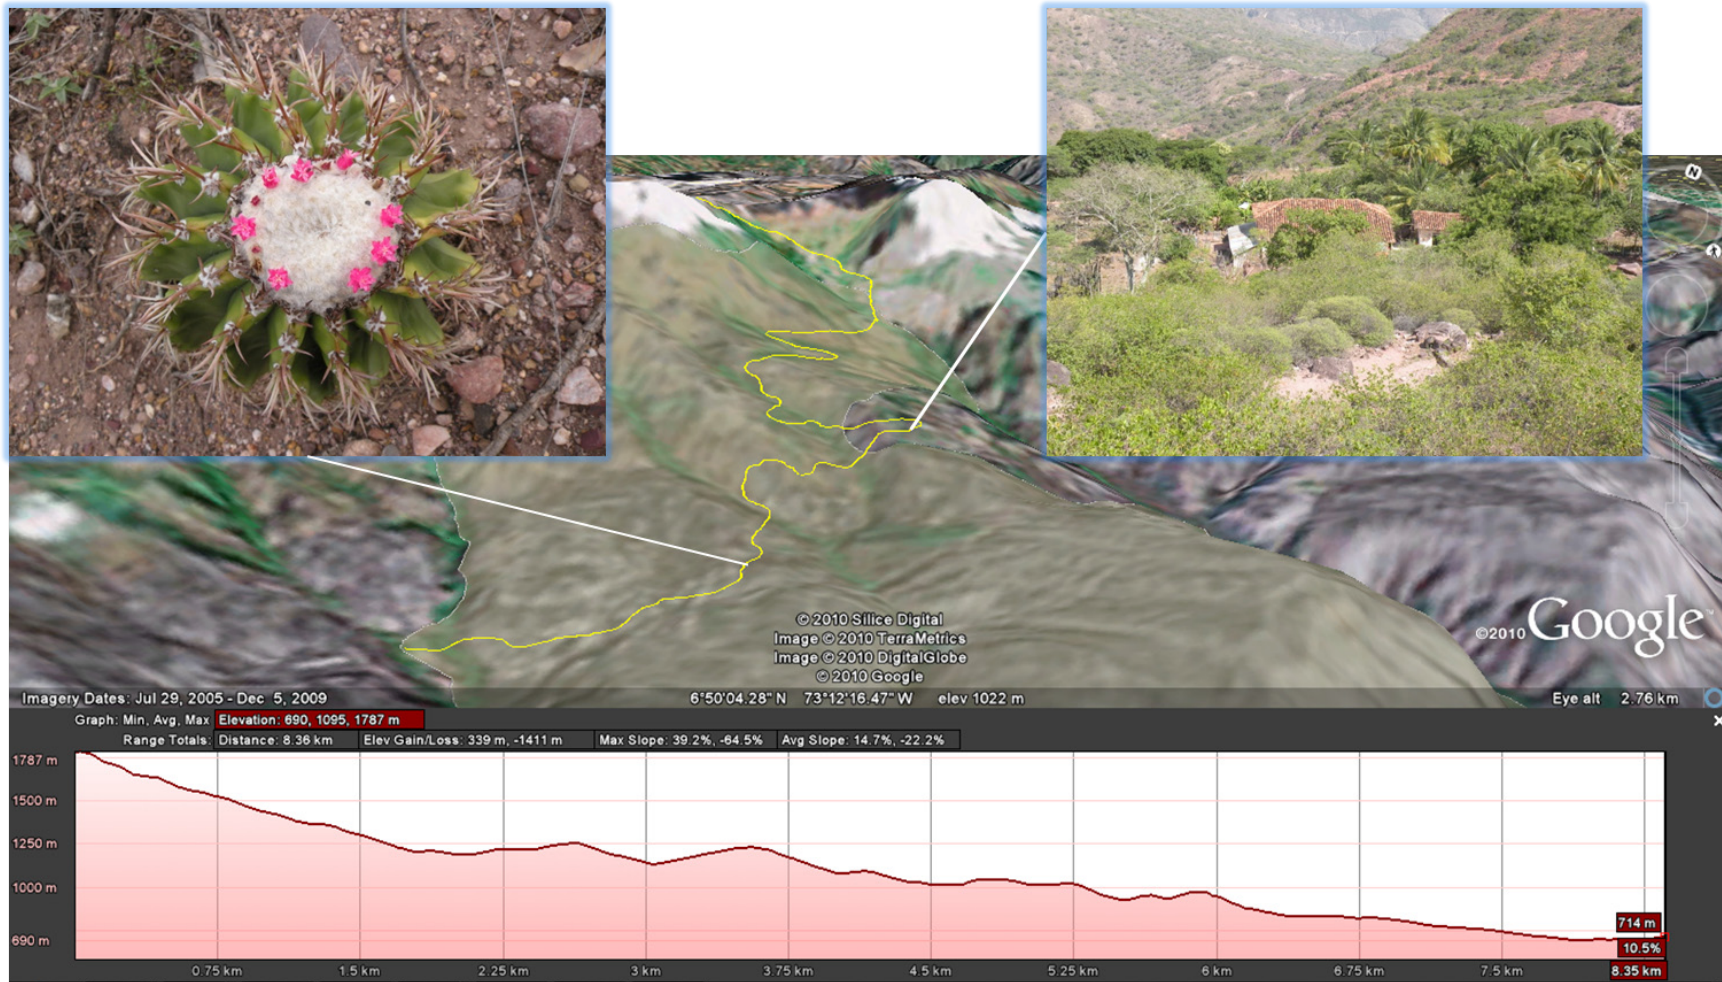 N
© 2010 Silice Digital
Image © 2010 TerraMetrics
Image © 2010 DigitalGlobe
© 2010 Google
©2010 Google™
Imagery Dates: Jul 29, 2005 - Dec 5, 2009
6°50'04.28" N 73°12'16.47" W elev 1022 m
Eye alt 2.76 km
Graph: Min, Avg, Max Elevation: 690, 1095, 1787 m
Range Totals: Distance: 8.36 km Elev Gain/Loss: 339 m, -1411 m Max Slope: 39.2%, -64.5% Avg Slope: 14.7%, -22.2%
1787 m
1500 m
1250 m
1000 m
690 m
714 m
10.5%
0.75 km 1.5 km 2.25 km 3 km 3.75 km 4.5 km 5.25 km 6 km 6.75 km 7.5 km 8.35 km